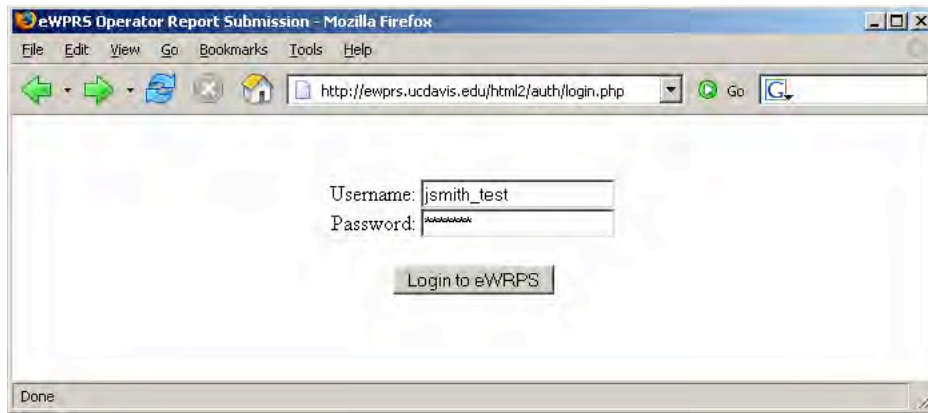 eWPRS Operator Report Submission - Mozilla Firefox
File Edit View Go Bookmarks Tools Help
http://ewprs.ucdavis.edu/html2/auth/login.php Go G
Username: jsmith_test
Password: ********
Login to eWRPS
Done